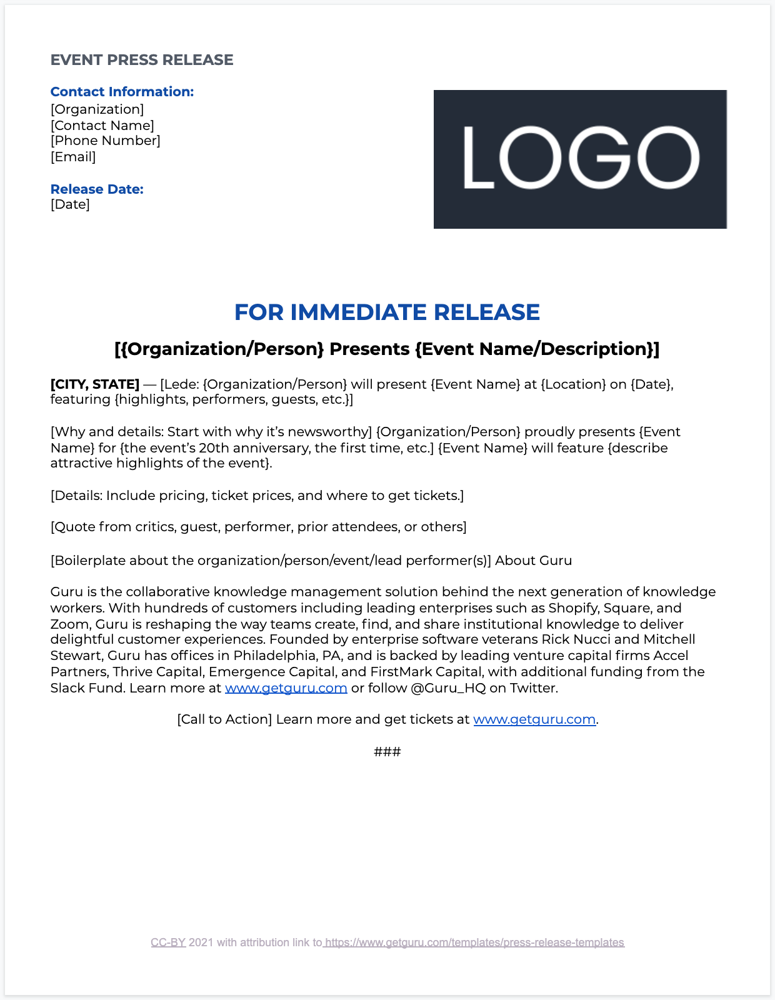 EVENT PRESS RELEASE
Contact Information:
[Organization]
[Contact Name]
[Phone Number]
[Email]
Release Date:
[Date]
LOGO
FOR IMMEDIATE RELEASE
[{Organization/Person} Presents {Event Name/Description}]
[CITY, STATE] — [Lede: {Organization/Person} will present {Event Name} at {Location} on {Date},
featuring {highlights, performers, guests, etc.}]
[Why and details: Start with why it’s newsworthy] {Organization/Person} proudly presents {Event
Name} for {the event’s 20th anniversary, the first time, etc.] {Event Name} will feature {describe
attractive highlights of the event}.
[Details: Include pricing, ticket prices, and where to get tickets.]
[Quote from critics, guest, performer, prior attendees, or others]
[Boilerplate about the organization/person/event/lead performer(s)] About Guru
Guru is the collaborative knowledge management solution behind the next generation of knowledge
workers. With hundreds of customers including leading enterprises such as Shopify, Square, and
Zoom, Guru is reshaping the way teams create, find, and share institutional knowledge to deliver
delightful customer experiences. Founded by enterprise software veterans Rick Nucci and Mitchell
Stewart, Guru has offices in Philadelphia, PA, and is backed by leading venture capital firms Accel
Partners, Thrive Capital, Emergence Capital, and FirstMark Capital, with additional funding from the
Slack Fund. Learn more at www.getguru.com or follow @Guru_HQ on Twitter.
[Call to Action] Learn more and get tickets at www.getguru.com.
###
CC-BY 2021 with attribution link to https://www.getguru.com/templates/press-release-templates